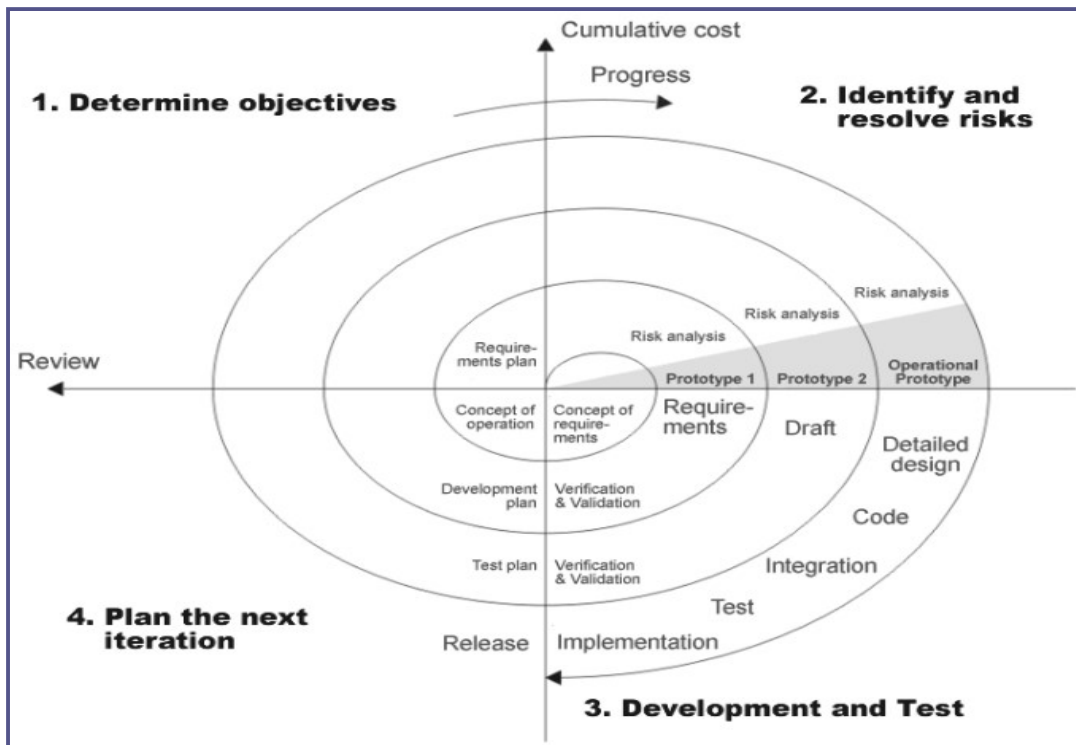 Cumulative cost
Progress
1. Determine objectives
2. Identify and
resolve risks
Risk analysis
Risk analysis
Risk analysis
Review
Require-
ments plan
Prototype 1
Prototype 2
Operational
Prototype
Concept of
operation
Concept of
require-
ments
Require-
ments
Draft
Detailed
design
Development
plan
Verification
& Validation
Code
Test plan
Verification
& Validation
Integration
Test
4. Plan the next
iteration
Release
Implementation
3. Development and Test